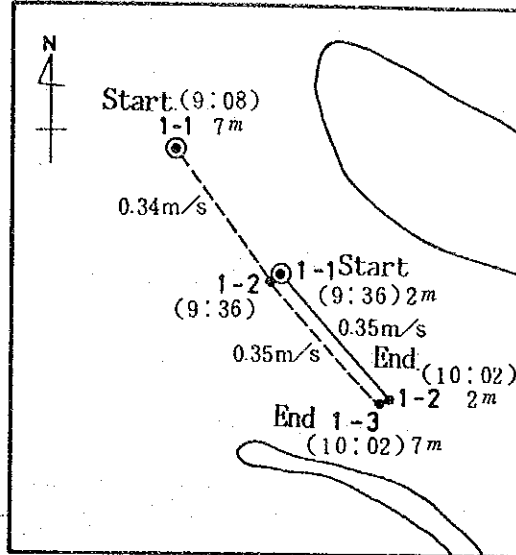 N
Start (9:08)
1-1 7m
0.34m/s
1-1 Start
1-2
(9:36) 2m
(9:36)
0.35m/s
0.35m/s
End
(10:02)
1-2 2m
End 1-3
(10:02) 7m